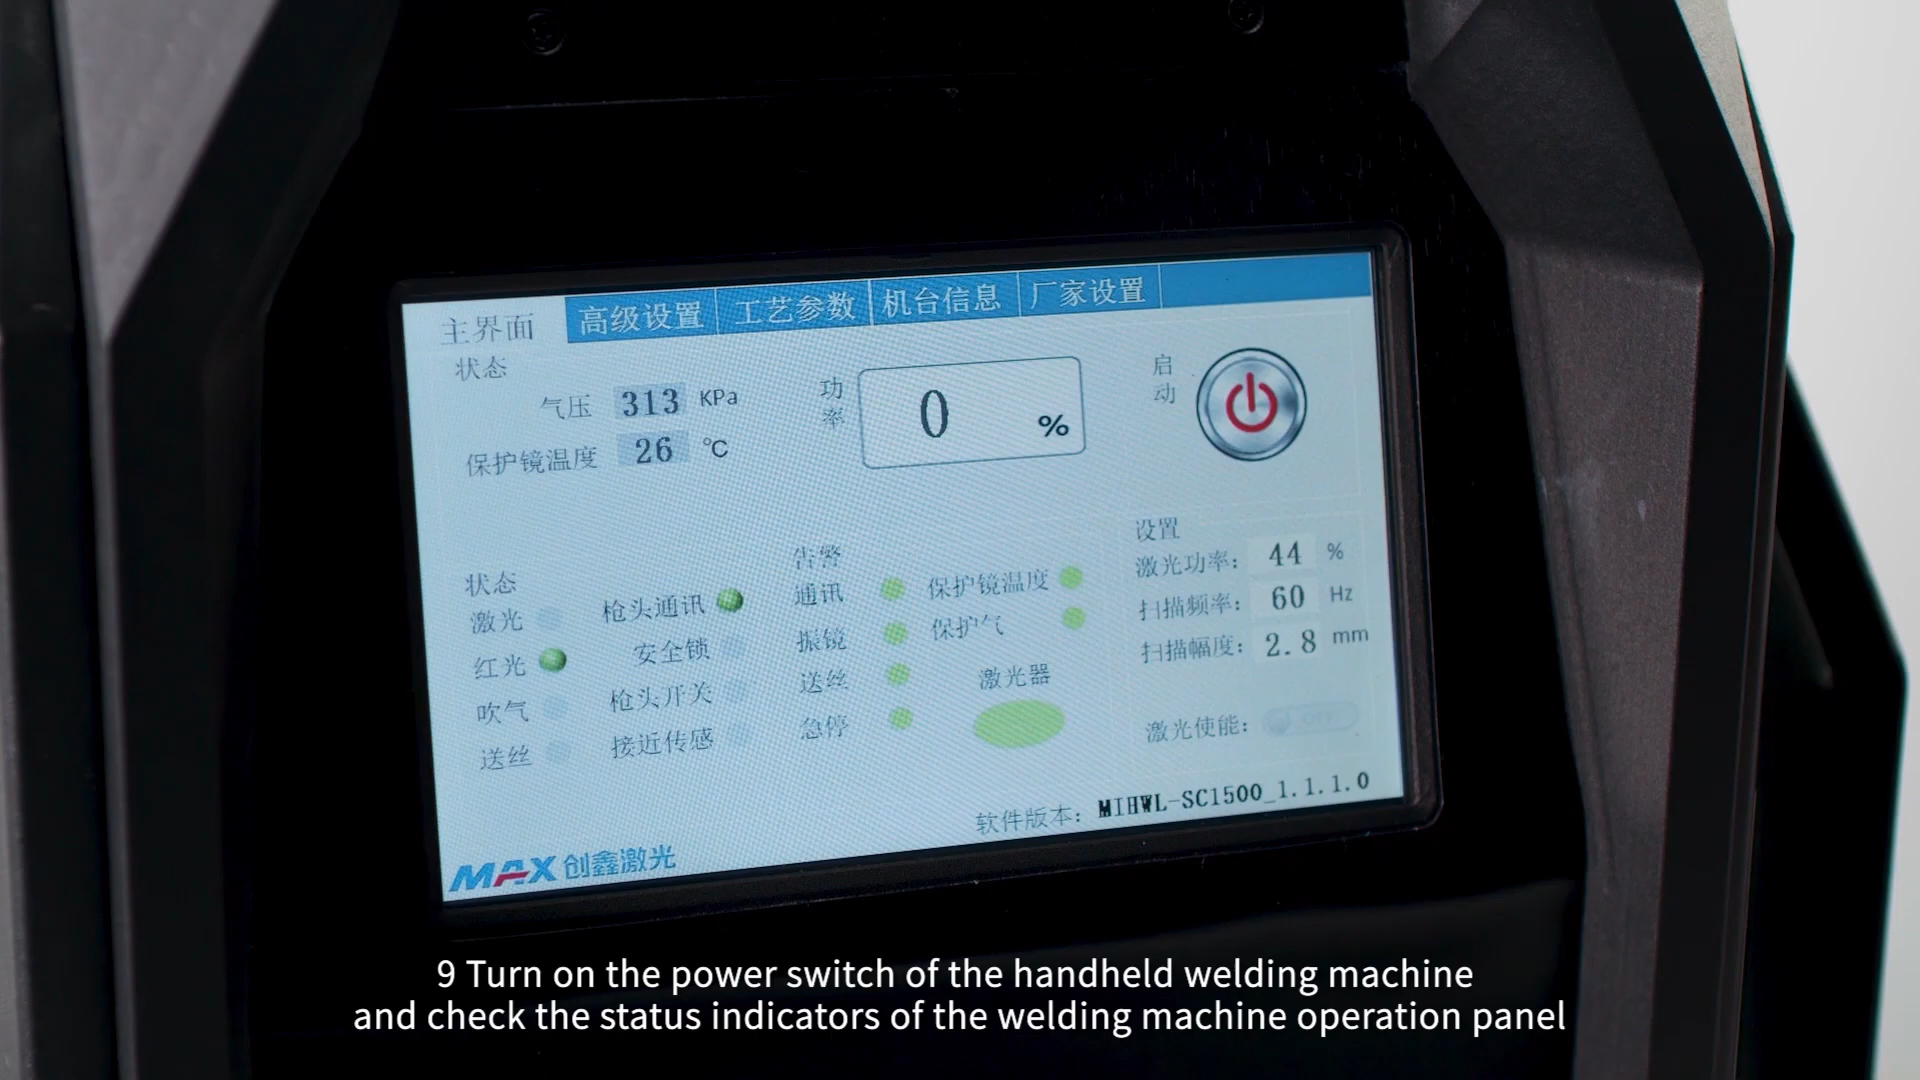 主界面 高级设置 工艺参数 机台信息 厂家设置
状态
气压 313 KPa
保护镜温度 26 ℃
功率 0 %
启动
状态
激光
红光
吹气
送丝
枪头通讯
安全锁
枪头开关
接近传感
告警
通讯
振镜
送丝
急停
保护镜温度
保护气
激光器
设置
激光功率: 44 %
扫描频率: 60 Hz
扫描幅度: 2.8 mm
激光使能: OFF
软件版本: MIHWL-SC1500_1.1.1.0
MAX 创鑫激光
9 Turn on the power switch of the handheld welding machine
and check the status indicators of the welding machine operation panel